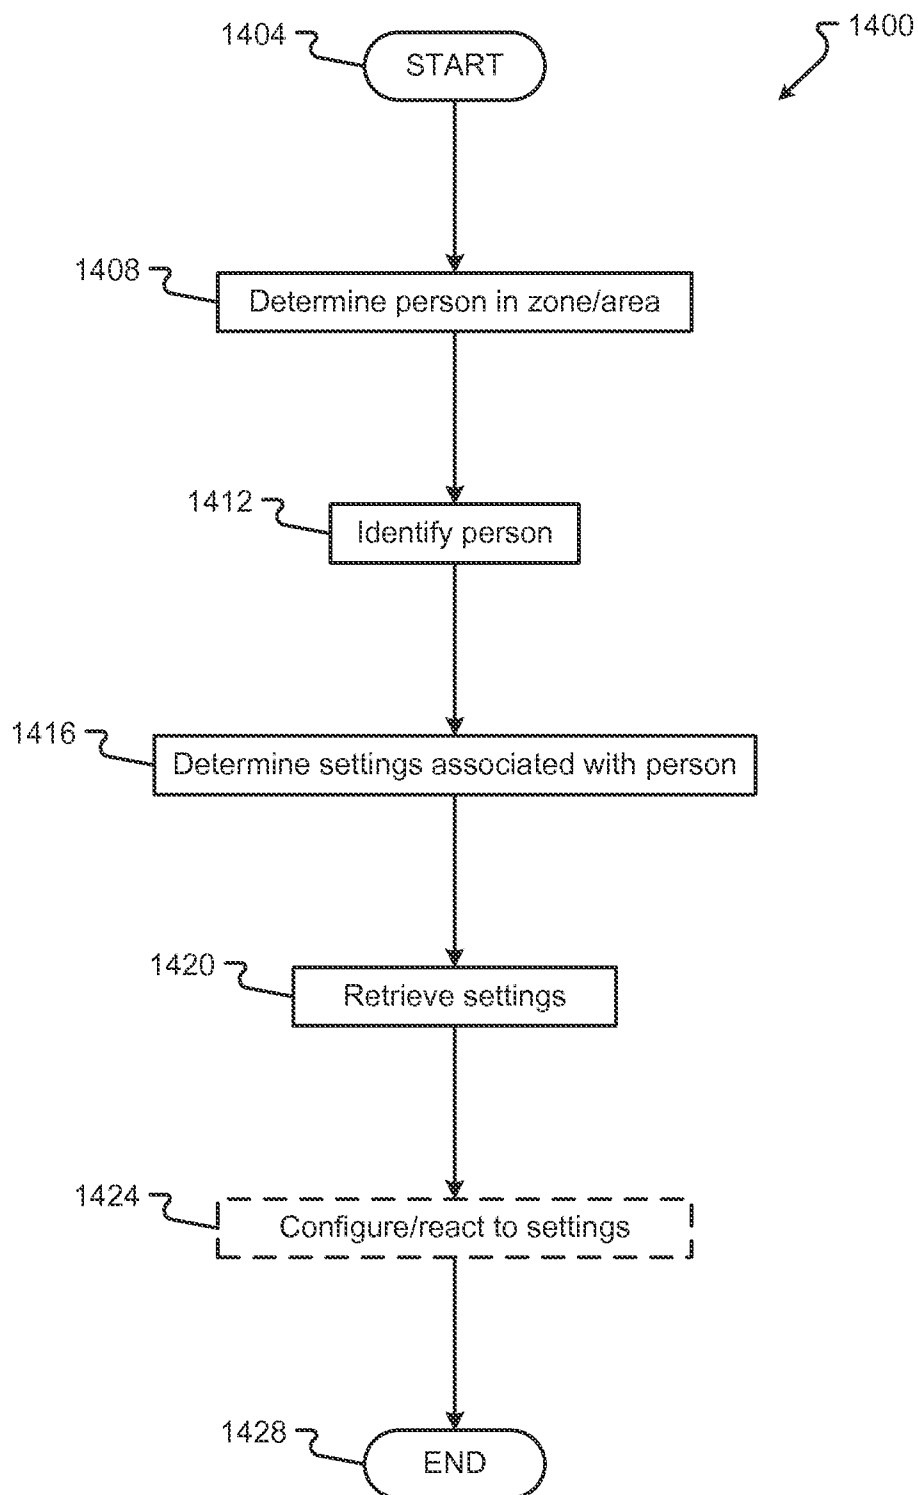 1400
1404
START
1408
Determine person in zone/area
1412
Identify person
1416
Determine settings associated with person
1420
Retrieve settings
1424
Configure/react to settings
1428
END